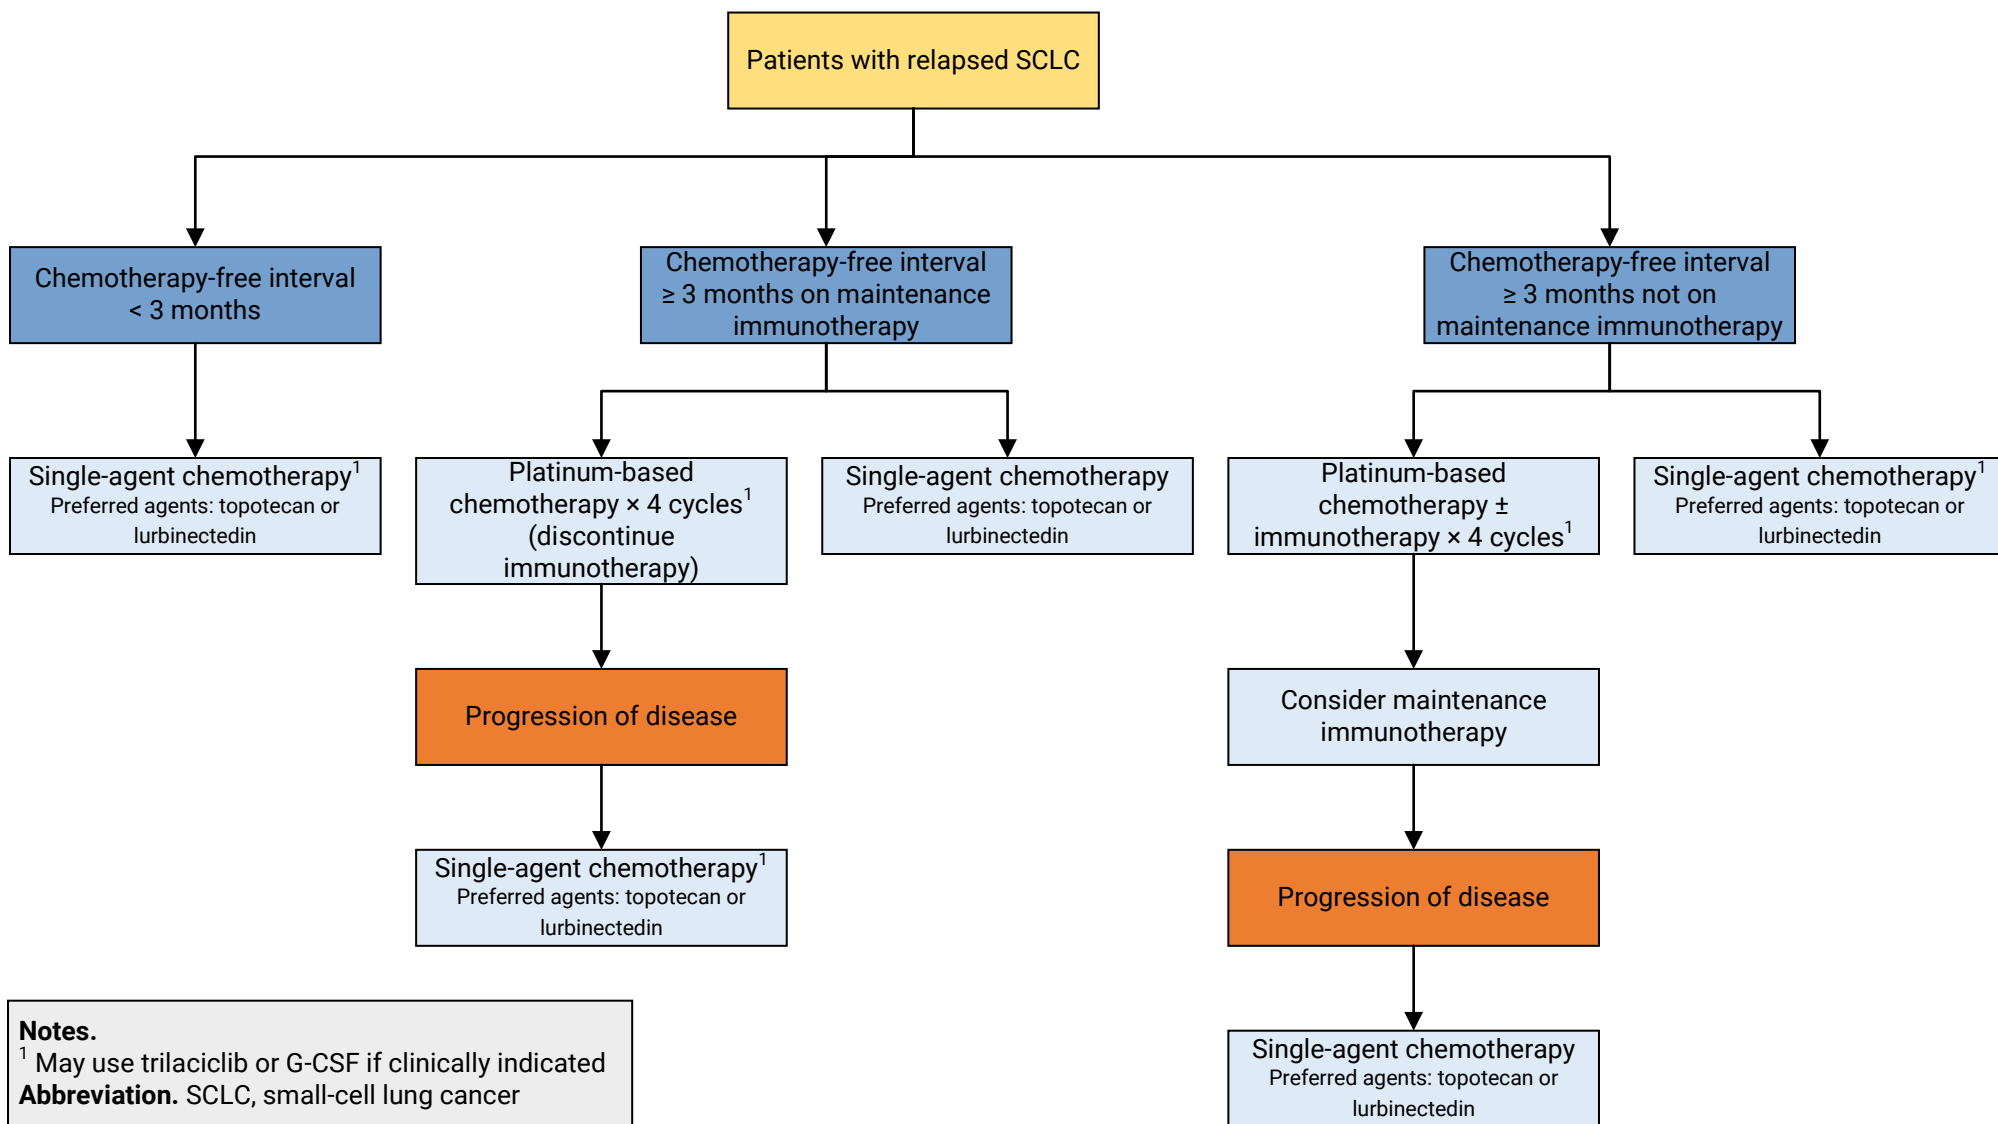 Patients with relapsed SCLC
Chemotherapy-free interval
< 3 months
Chemotherapy-free interval
≥ 3 months on maintenance
immunotherapy
Chemotherapy-free interval
≥ 3 months not on
maintenance immunotherapy
Single-agent chemotherapy¹
Preferred agents: topotecan or
lurbinectedin
Platinum-based
chemotherapy × 4 cycles¹
(discontinue
immunotherapy)
Single-agent chemotherapy
Preferred agents: topotecan or
lurbinectedin
Platinum-based
chemotherapy ±
immunotherapy × 4 cycles¹
Single-agent chemotherapy¹
Preferred agents: topotecan or
lurbinectedin
Progression of disease
Consider maintenance
immunotherapy
Single-agent chemotherapy¹
Preferred agents: topotecan or
lurbinectedin
Progression of disease
Single-agent chemotherapy
Preferred agents: topotecan or
lurbinectedin
Notes.
¹ May use trilaciclib or G-CSF if clinically indicated
Abbreviation. SCLC, small-cell lung cancer